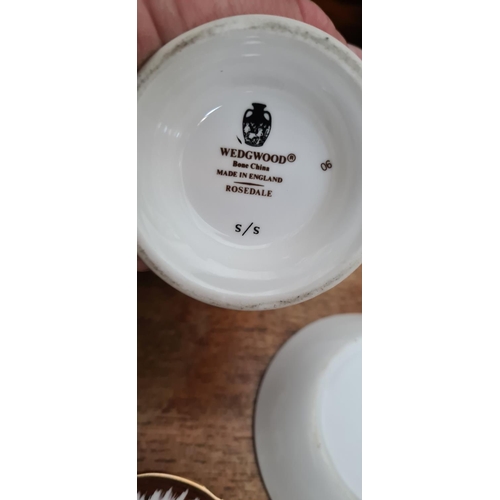 WEDGWOOD®
Bone China
MADE IN ENGLAND
ROSEDALE
s/s
06